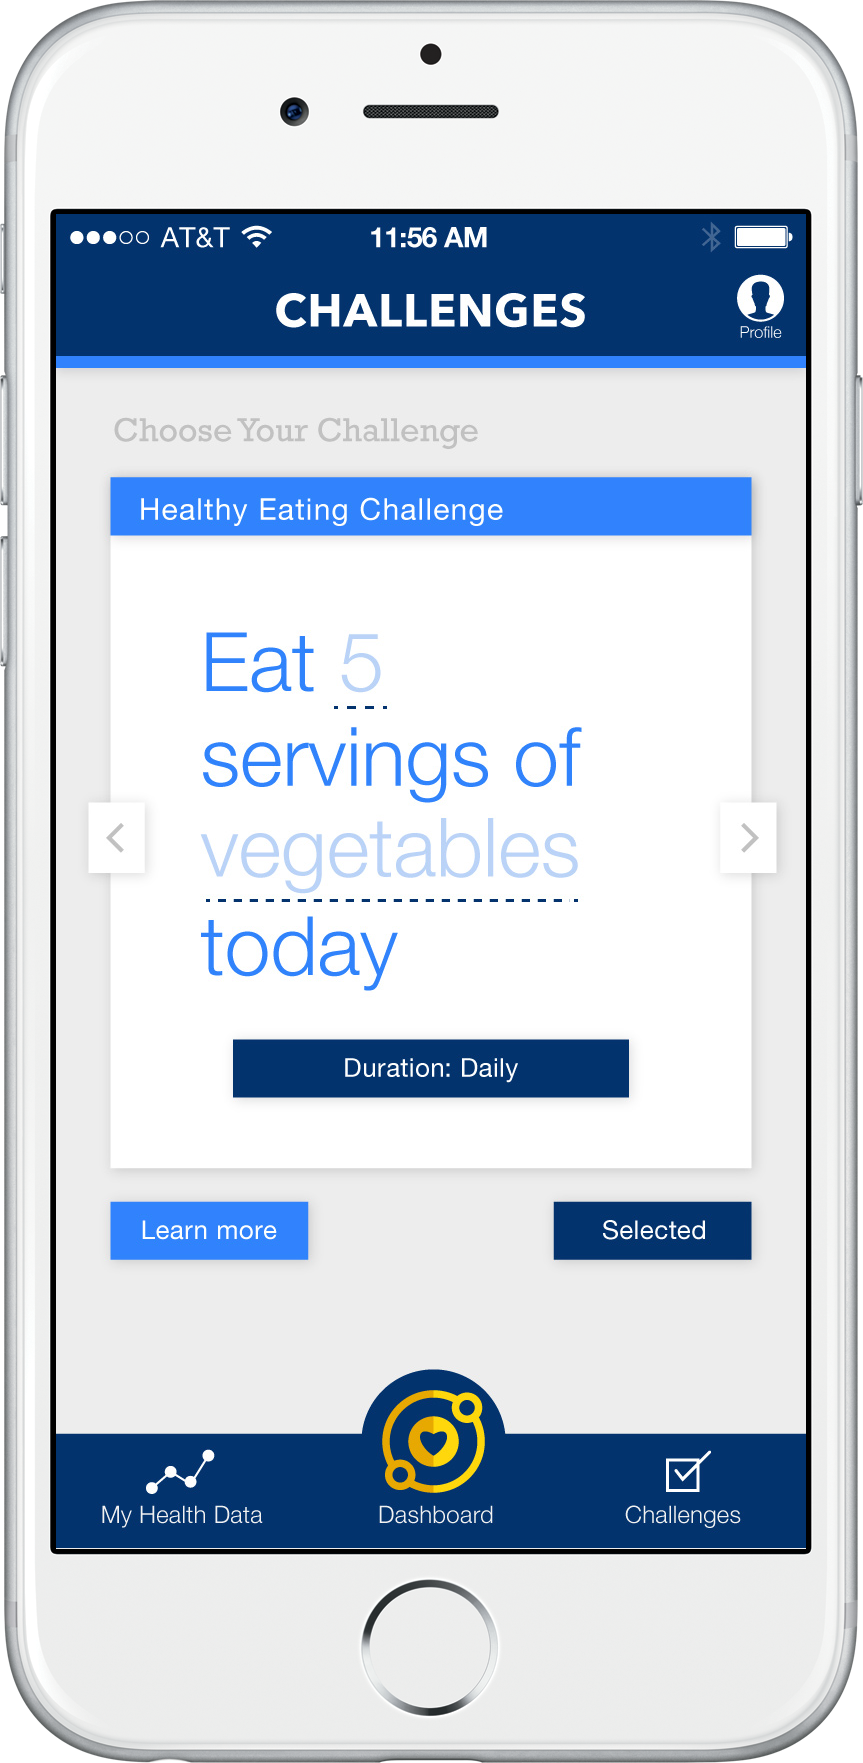 AT&T 11:56 AM
CHALLENGES
Profile
Choose Your Challenge
Healthy Eating Challenge
Eat 5
servings of
vegetables
today
Duration: Daily
Learn more
Selected
My Health Data
Dashboard
Challenges